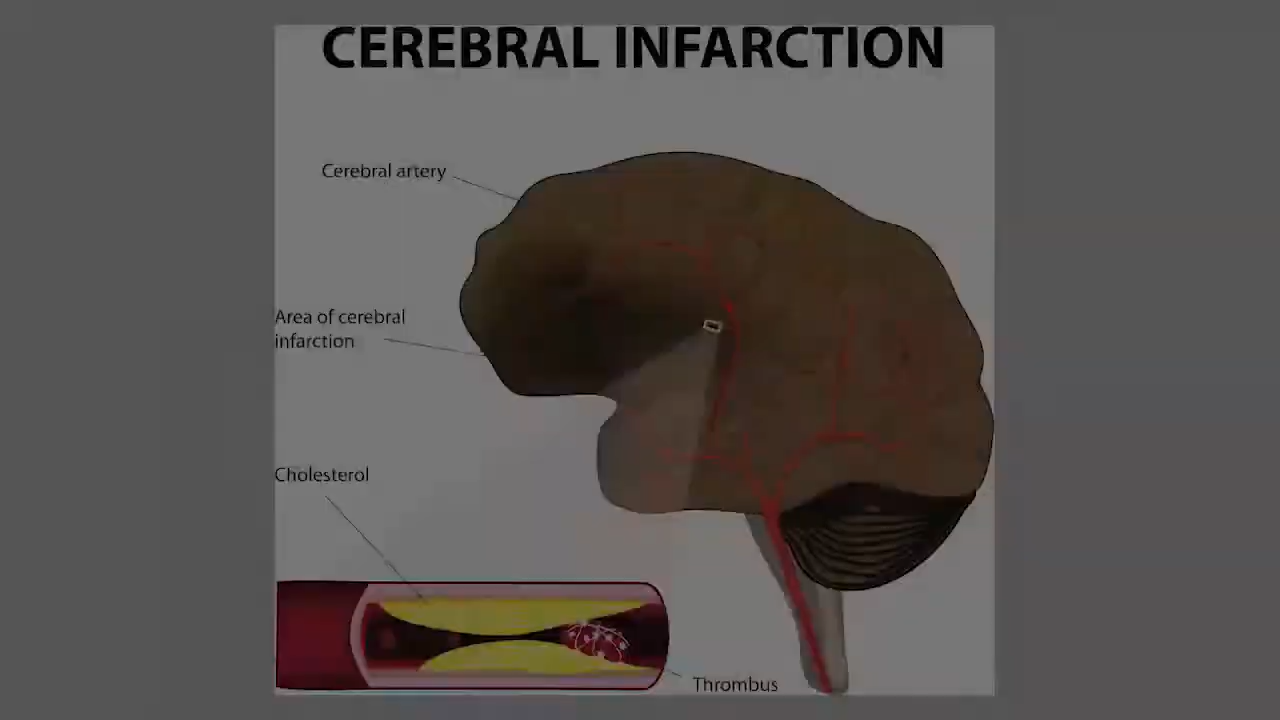 CEREBRAL INFARCTION
Cerebral artery
Area of cerebral
infarction
Cholesterol
Thrombus